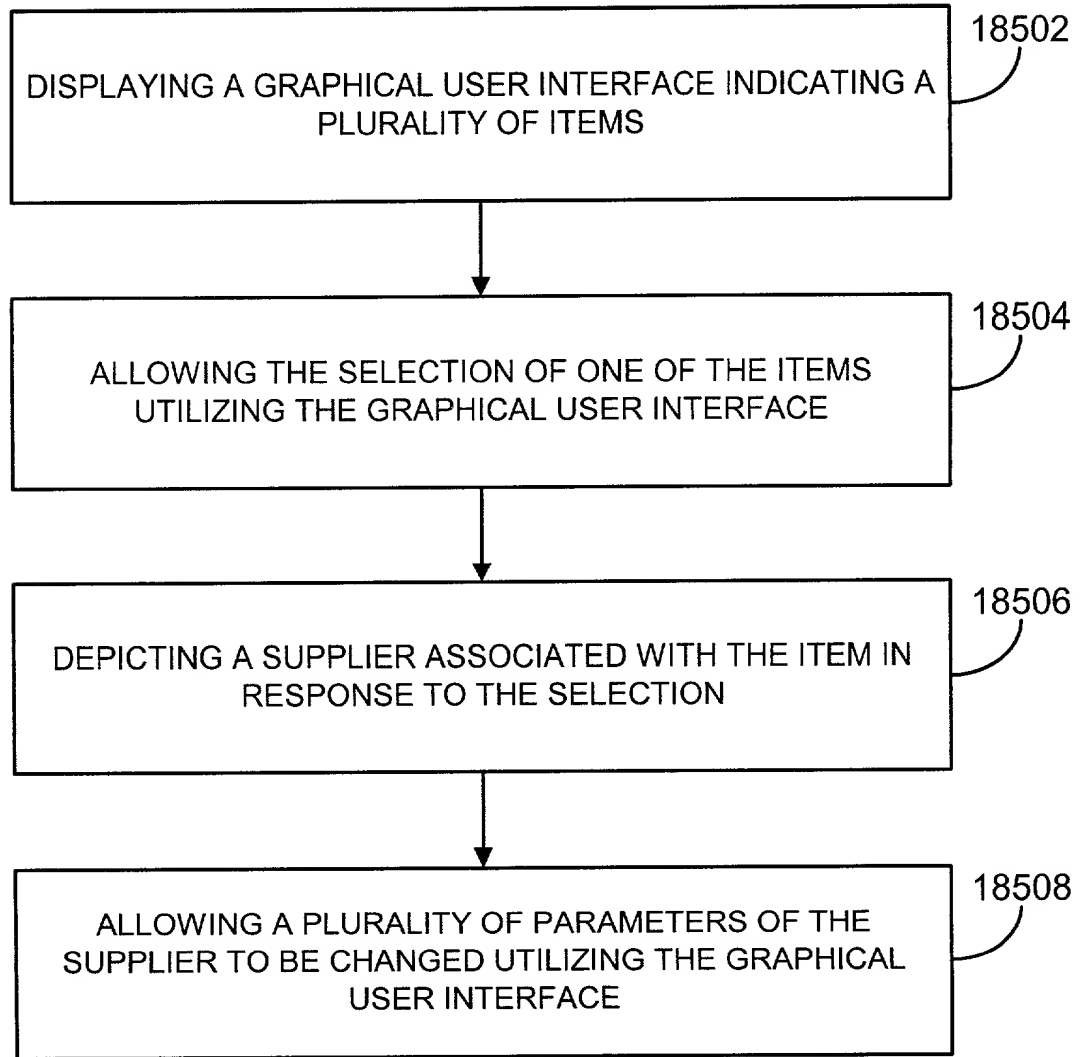 18502
DISPLAYING A GRAPHICAL USER INTERFACE INDICATING A
PLURALITY OF ITEMS
18504
ALLOWING THE SELECTION OF ONE OF THE ITEMS
UTILIZING THE GRAPHICAL USER INTERFACE
18506
DEPICTING A SUPPLIER ASSOCIATED WITH THE ITEM IN
RESPONSE TO THE SELECTION
18508
ALLOWING A PLURALITY OF PARAMETERS OF THE
SUPPLIER TO BE CHANGED UTILIZING THE GRAPHICAL
USER INTERFACE